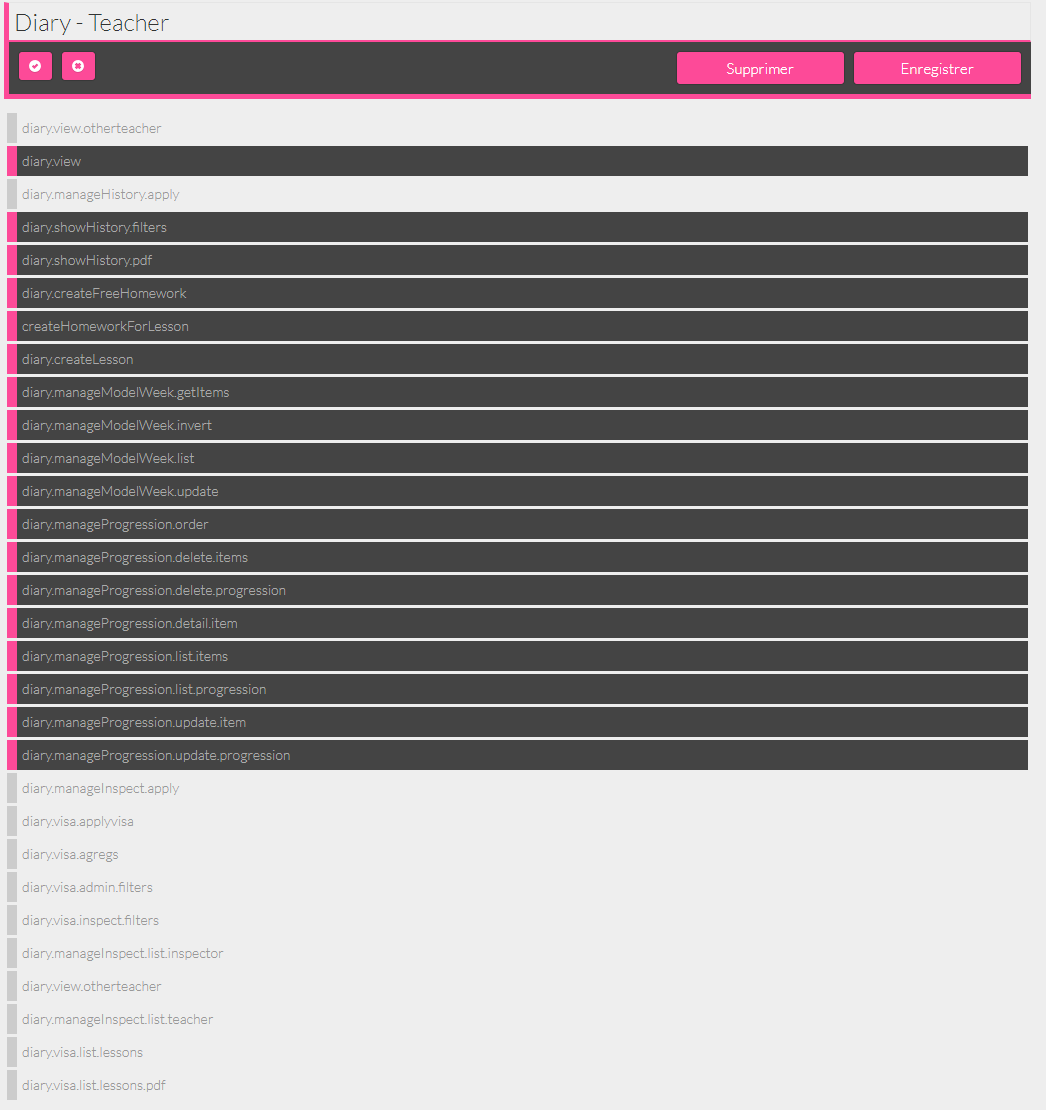 Diary - Teacher
Supprimer Enregistrer
diary.view.otherteacher
diary.view
diary.manageHistory.apply
diary.showHistory.filters
diary.showHistory.pdf
diary.createFreeHomework
createHomeworkForLesson
diary.createLesson
diary.manageModelWeek.getItems
diary.manageModelWeek.invert
diary.manageModelWeek.list
diary.manageModelWeek.update
diary.manageProgression.order
diary.manageProgression.delete.items
diary.manageProgression.delete.progression
diary.manageProgression.detail.item
diary.manageProgression.list.items
diary.manageProgression.list.progression
diary.manageProgression.update.item
diary.manageProgression.update.progression
diary.manageInspect.apply
diary.visa.applyvisa
diary.visa.agregs
diary.visa.admin.filters
diary.visa.inspect.filters
diary.manageInspect.list.inspector
diary.view.otherteacher
diary.manageInspect.list.teacher
diary.visa.list.lessons
diary.visa.list.lessons.pdf